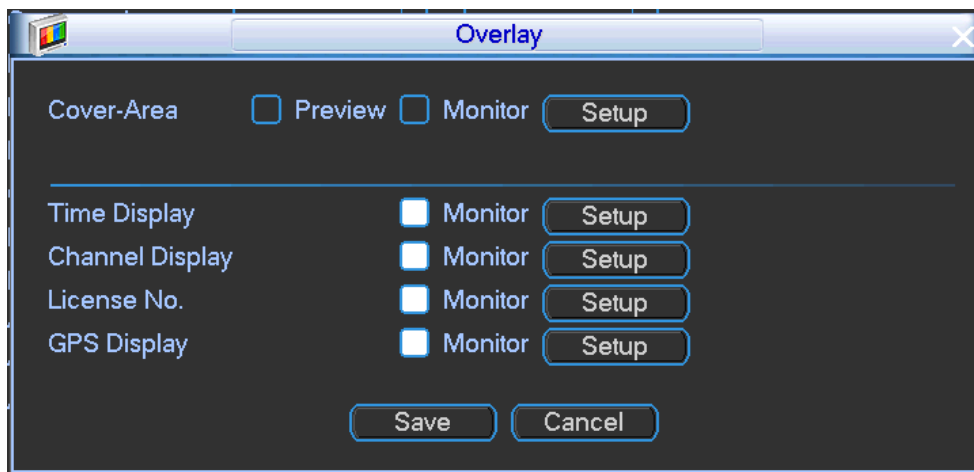 Overlay
Cover-Area Preview Monitor Setup
Time Display Monitor Setup
Channel Display Monitor Setup
License No. Monitor Setup
GPS Display Monitor Setup
Save Cancel